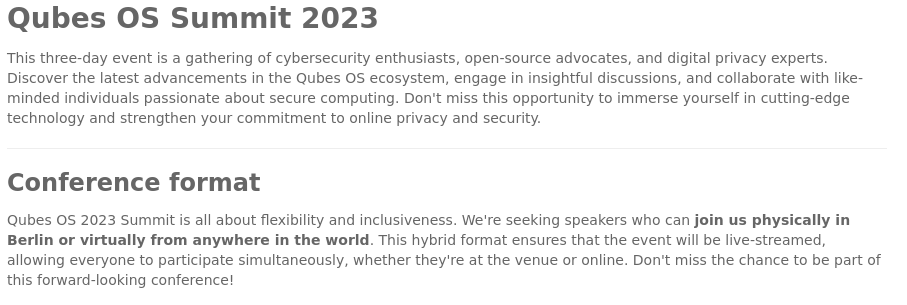 Qubes OS Summit 2023
This three-day event is a gathering of cybersecurity enthusiasts, open-source advocates, and digital privacy experts.
Discover the latest advancements in the Qubes OS ecosystem, engage in insightful discussions, and collaborate with like-
minded individuals passionate about secure computing. Don't miss this opportunity to immerse yourself in cutting-edge
technology and strengthen your commitment to online privacy and security.
Conference format
Qubes OS 2023 Summit is all about flexibility and inclusiveness. We're seeking speakers who can join us physically in
Berlin or virtually from anywhere in the world. This hybrid format ensures that the event will be live-streamed,
allowing everyone to participate simultaneously, whether they're at the venue or online. Don't miss the chance to be part of
this forward-looking conference!